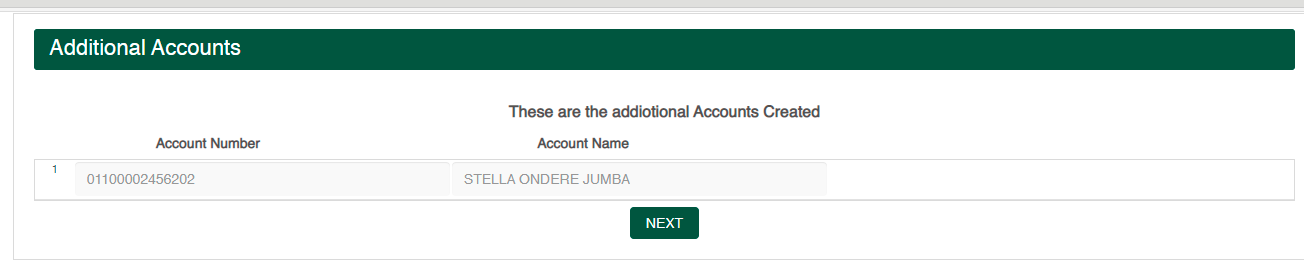 Additional Accounts
These are the addiotional Accounts Created
Account Number Account Name
1 01100002456202 STELLA ONDERE JUMBA
NEXT